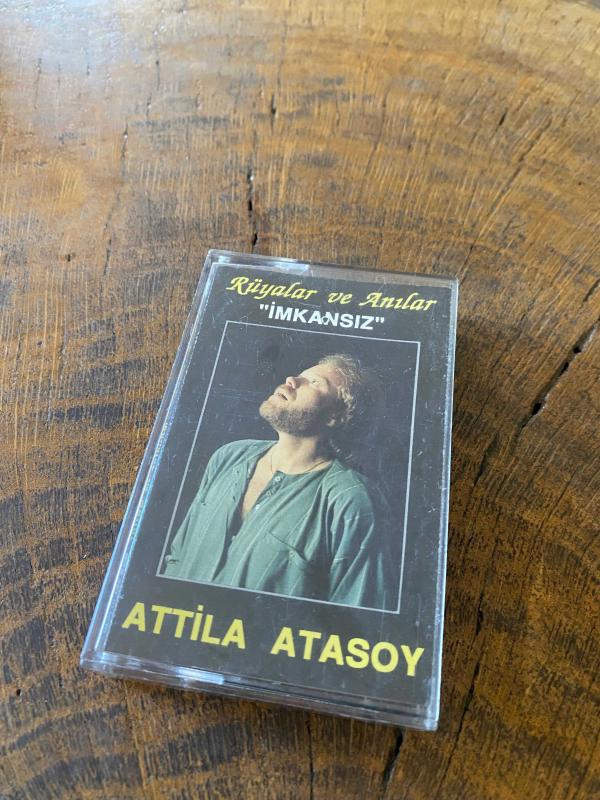 Rüyalar ve Anılar
"İMKANSIZ"
ATTİLA ATASOY